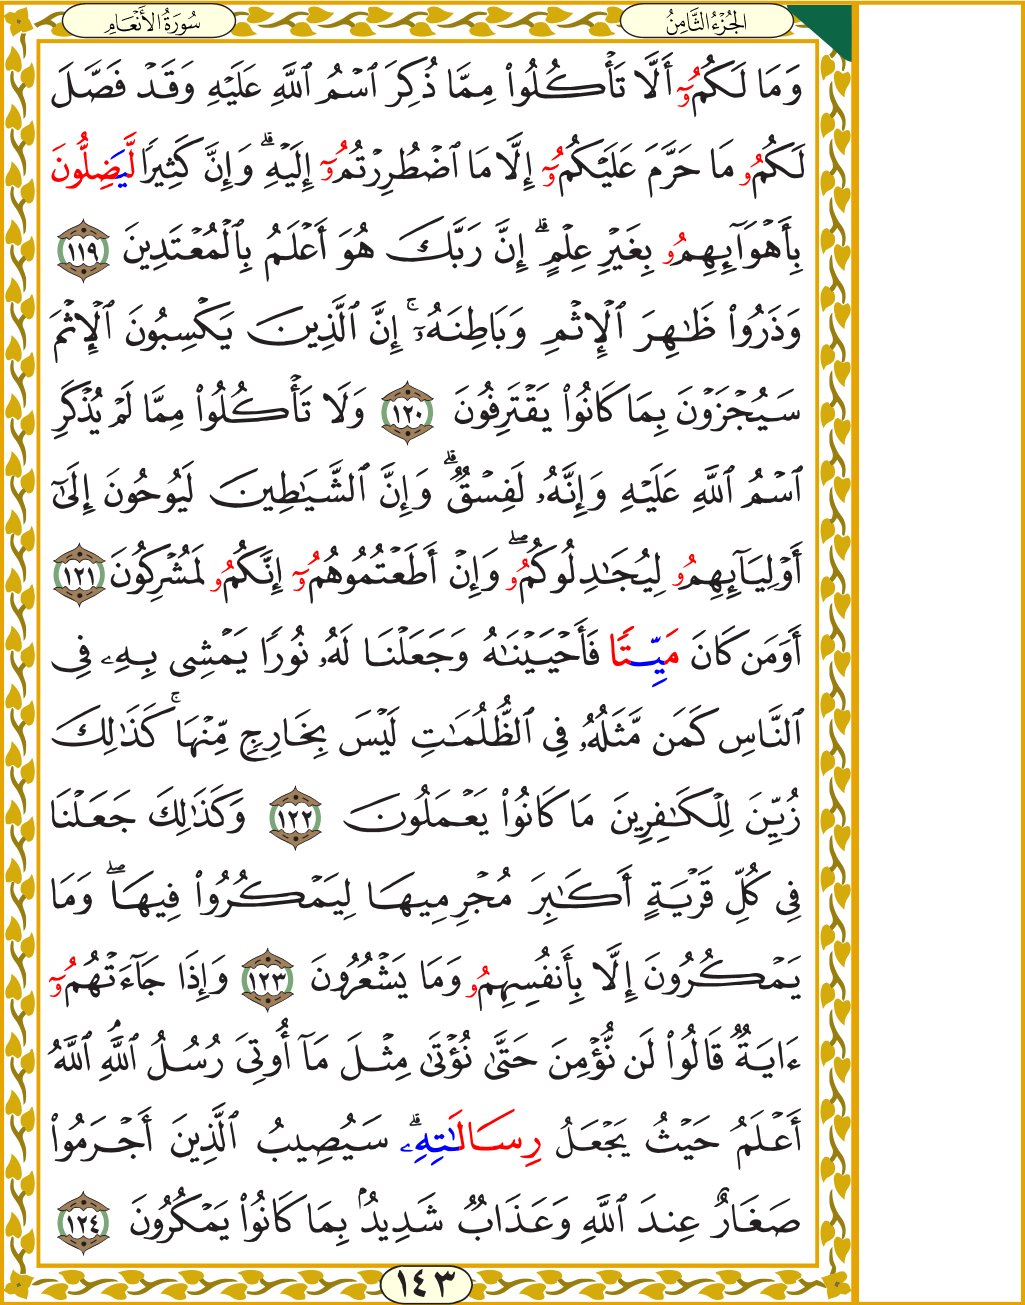 الجُزْءُ الثَّامِنُ
سُورَةُ الأَنْعَامِ
وَمَا لَكُمُۥٓ أَلَّا تَأۡكُلُواْ مِمَّا ذُكِرَ ٱسۡمُ ٱللَّهِ عَلَيۡهِ وَقَدۡ فَصَّلَ
لَكُمُۥ مَا حَرَّمَ عَلَيۡكُمُۥٓ إِلَّا مَا ٱضۡطُرِرۡتُمُۥٓ إِلَيۡهِۗ وَإِنَّ كَثِيرٗا لَّيَضِلُّونَ
بِأَهۡوَآئِهِمُۥ بِغَيۡرِ عِلۡمٍۗ إِنَّ رَبَّكَ هُوَ أَعۡلَمُ بِٱلۡمُعۡتَدِينَ ١١٩
وَذَرُواْ ظَٰهِرَ ٱلۡإِثۡمِ وَبَاطِنَهُۥٓۚ إِنَّ ٱلَّذِينَ يَكۡسِبُونَ ٱلۡإِثۡمَ
سَيُجۡزَوۡنَ بِمَا كَانُواْ يَقۡتَرِفُونَ ١٢٠ وَلَا تَأۡكُلُواْ مِمَّا لَمۡ يُذۡكَرِ
ٱسۡمُ ٱللَّهِ عَلَيۡهِ وَإِنَّهُۥ لَفِسۡقٞۗ وَإِنَّ ٱلشَّيَٰطِينَ لَيُوحُونَ إِلَىٰٓ
أَوۡلِيَآئِهِمُۥ لِيُجَٰدِلُوكُمُۥۖ وَإِنۡ أَطَعۡتُمُوهُمُۥٓ إِنَّكُمُۥ لَمُشۡرِكُونَ ١٢١
أَوَمَن كَانَ مَيِّتٗا فَأَحۡيَيۡنَٰهُ وَجَعَلۡنَا لَهُۥ نُورٗا يَمۡشِي بِهِۦ فِي
ٱلنَّاسِ كَمَن مَّثَلُهُۥ فِي ٱلظُّلُمَٰتِ لَيۡسَ بِخَارِجٖ مِّنۡهَاۚ كَذَٰلِكَ
زُيِّنَ لِلۡكَٰفِرِينَ مَا كَانُواْ يَعۡمَلُونَ ١٢٢ وَكَذَٰلِكَ جَعَلۡنَا
فِي كُلِّ قَرۡيَةٍ أَكَٰبِرَ مُجۡرِمِيهَا لِيَمۡكُرُواْ فِيهَاۖ وَمَا
يَمۡكُرُونَ إِلَّا بِأَنفُسِهِمُۥ وَمَا يَشۡعُرُونَ ١٢٣ وَإِذَا جَآءَتۡهُمُۥٓ
ءَايَةٞ قَالُواْ لَن نُّؤۡمِنَ حَتَّىٰ نُؤۡتَىٰ مِثۡلَ مَآ أُوتِيَ رُسُلُ ٱللَّهِۘ ٱللَّهُ
أَعۡلَمُ حَيۡثُ يَجۡعَلُ رِسَالَٰتِهِۦۗ سَيُصِيبُ ٱلَّذِينَ أَجۡرَمُواْ
صَغَارٌ عِندَ ٱللَّهِ وَعَذَابٞ شَدِيدُۢ بِمَا كَانُواْ يَمۡكُرُونَ ١٢٤
١٤٣